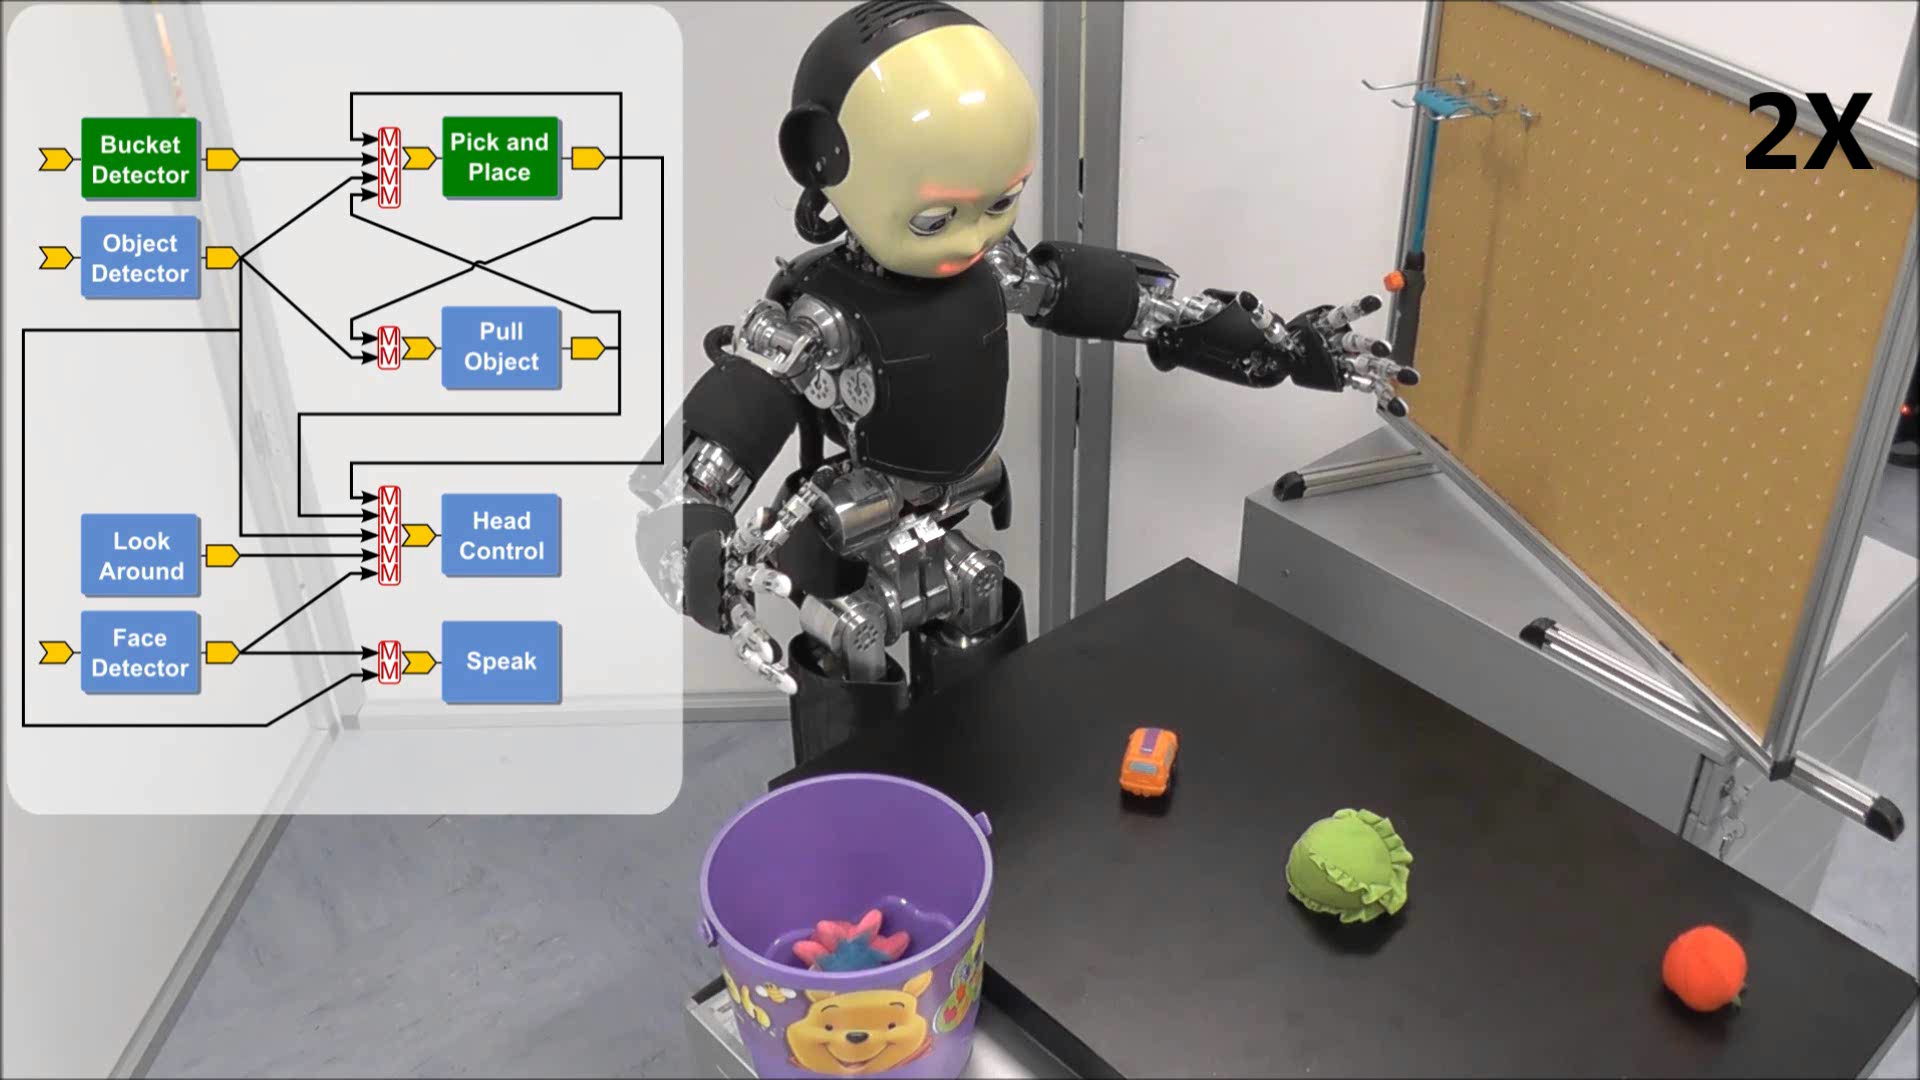 Bucket
Detector
M
M
M
M
Pick and
Place
Object
Detector
M
M
Pull
Object
Look
Around
M
M
M
M
M
Head
Control
Face
Detector
M
M
Speak
2X